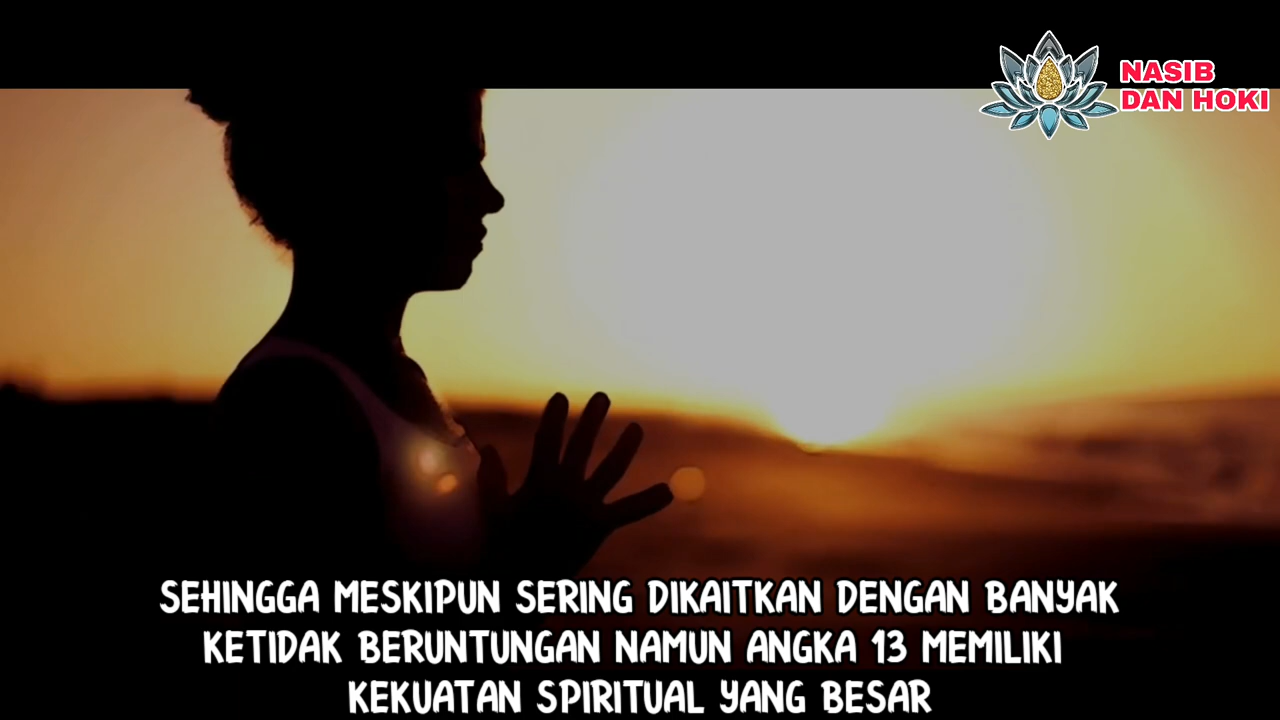 NASIB
DAN HOKI
SEHINGGA MESKIPUN SERING DIKAITKAN DENGAN BANYAK
KETIDAK BERUNTUNGAN NAMUN ANGKA 13 MEMILIKI
KEKUATAN SPIRITUAL YANG BESAR